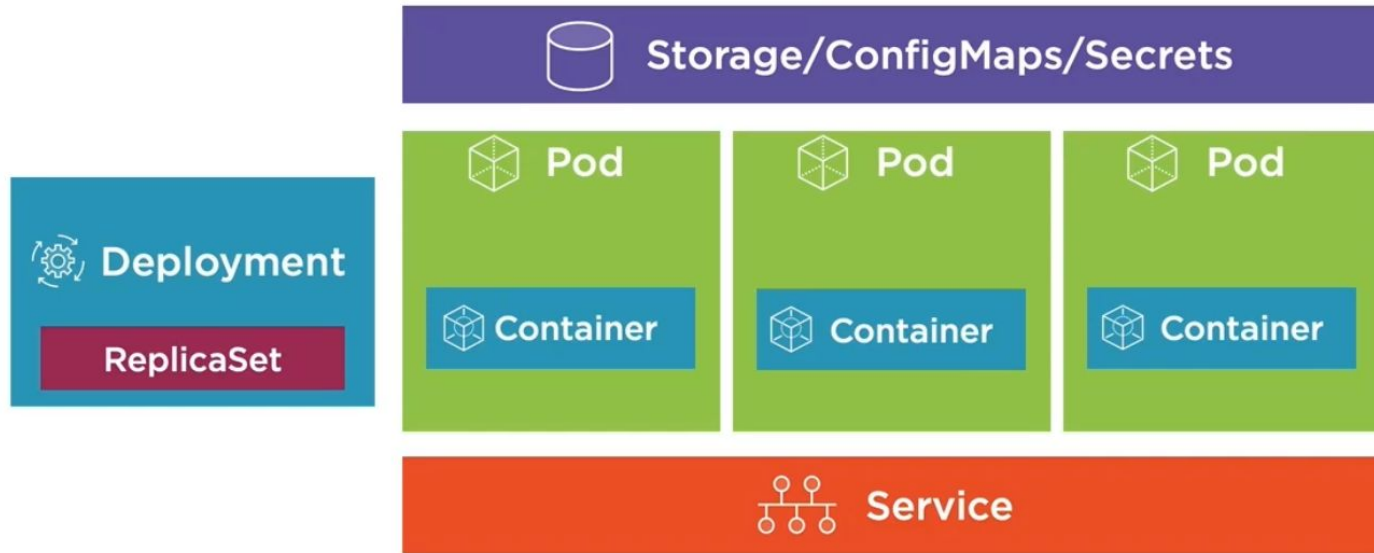 Storage/ConfigMaps/Secrets
Pod
Pod
Pod
Deployment
Container
Container
Container
ReplicaSet
Service